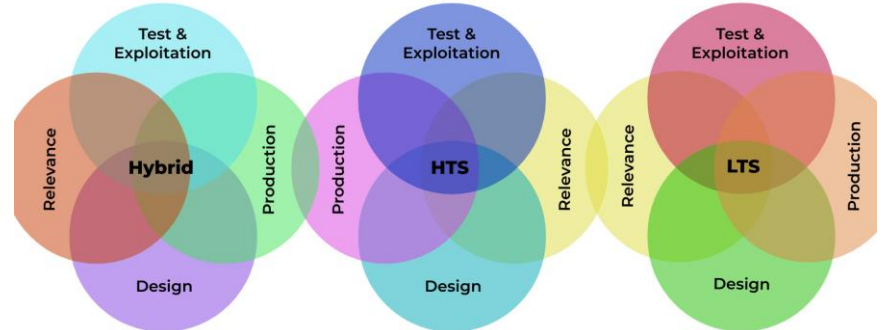 Test &
Exploitation
Relevance
Hybrid
Production
Design
Test &
Exploitation
Production
HTS
Relevance
Design
Test &
Exploitation
Relevance
LTS
Production
Design